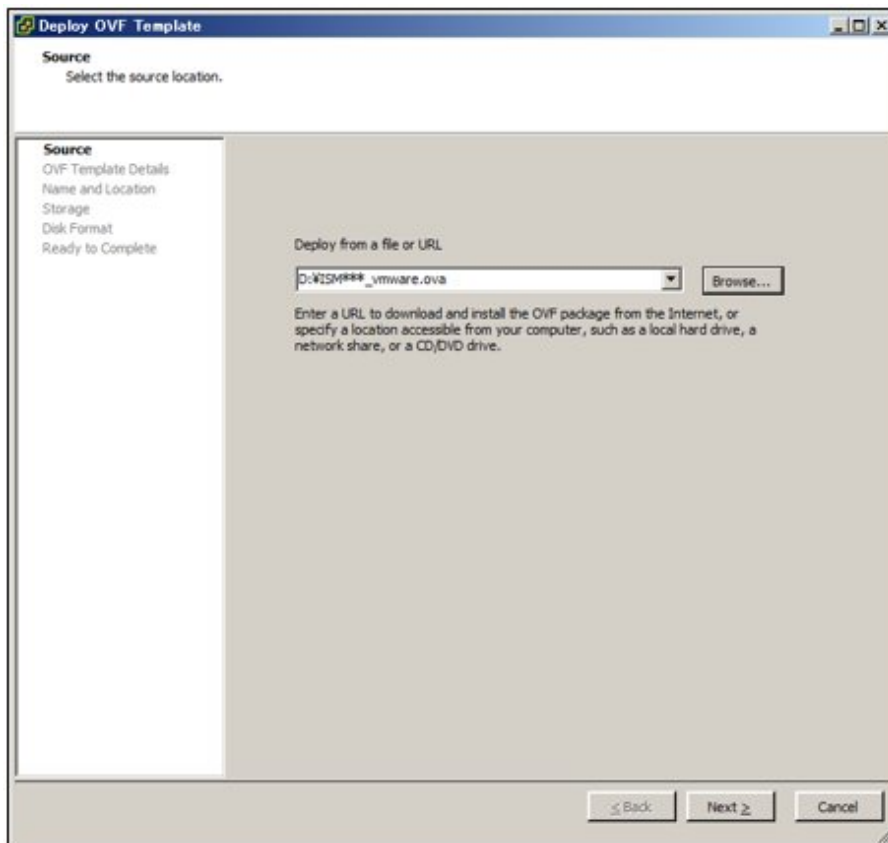 Deploy OVF Template
Source
Select the source location.
Source
OVF Template Details
Name and Location
Storage
Disk Format
Ready to Complete
Deploy from a file or URL
D:¥ISM***_vmware.ova
Browse...
Enter a URL to download and install the OVF package from the Internet, or
specify a location accessible from your computer, such as a local hard drive, a
network share, or a CD/DVD drive.
≤ Back
Next ≥
Cancel